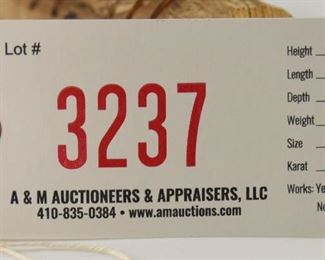 Lot #
3237
A & M AUCTIONEERS & APPRAISERS, LLC
410-835-0384 • www.amauctions.com
Height
Length
Depth
Weight
Size
Karat
Works: Ye
No